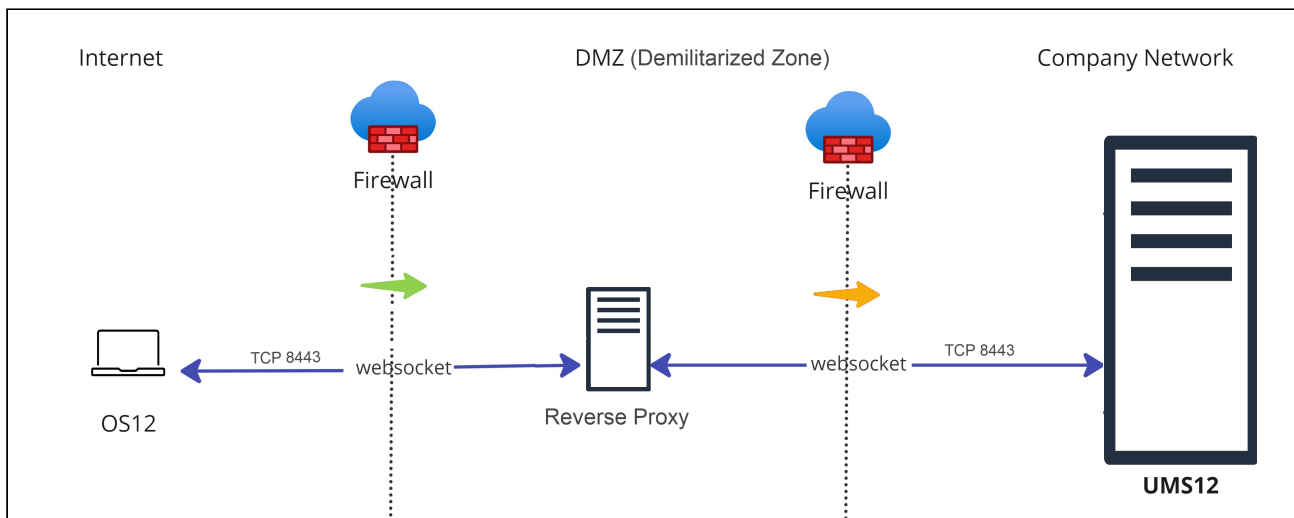 Internet
DMZ (Demilitarized Zone)
Company Network
Firewall
Firewall
TCP 8443
websocket
websocket
TCP 8443
OS12
Reverse Proxy
UMS12